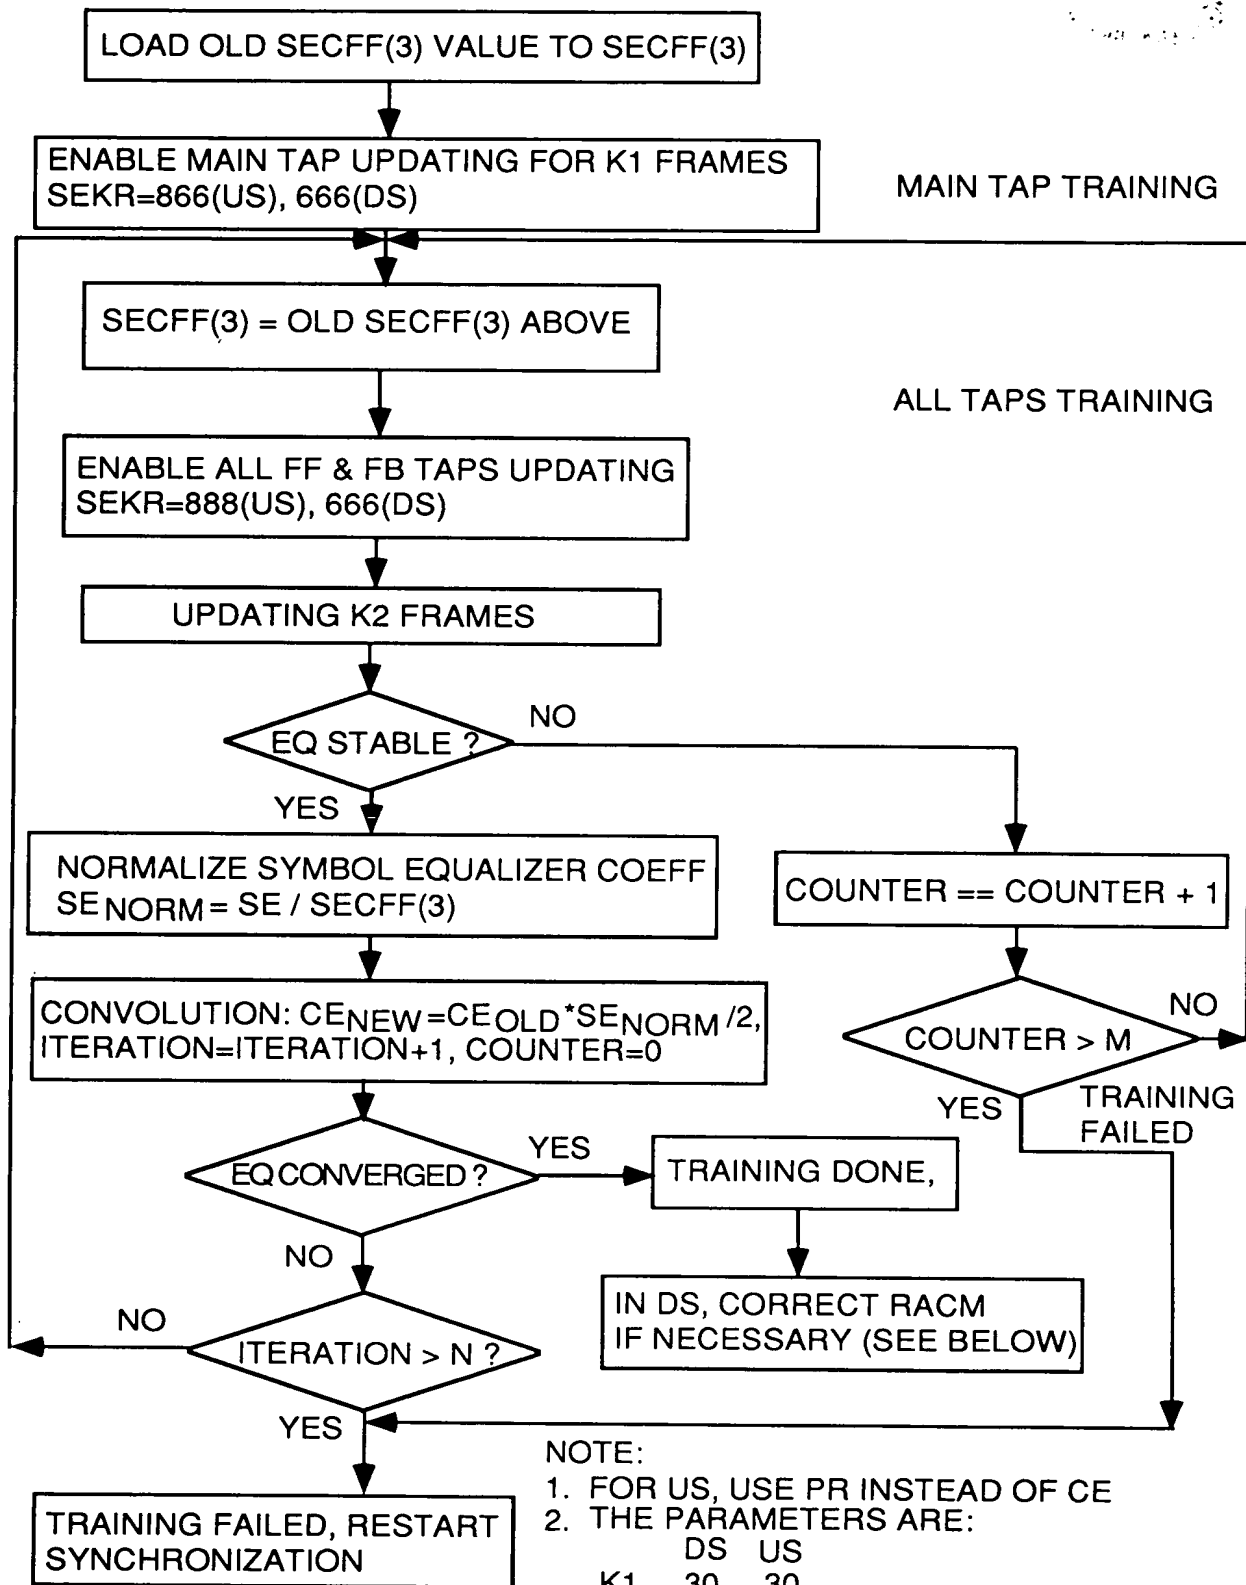 LOAD OLD SECFF(3) VALUE TO SECFF(3)
ENABLE MAIN TAP UPDATING FOR K1 FRAMES
SEKR=866(US), 666(DS)
MAIN TAP TRAINING
SECFF(3) = OLD SECFF(3) ABOVE
ALL TAPS TRAINING
ENABLE ALL FF & FB TAPS UPDATING
SEKR=888(US), 666(DS)
UPDATING K2 FRAMES
EQ STABLE ?
NO
YES
NORMALIZE SYMBOL EQUALIZER COEFF
SE NORM = SE / SECFF(3)
COUNTER == COUNTER + 1
CONVOLUTION: CENEW=CEOLD*SENORM/2,
ITERATION=ITERATION+1, COUNTER=0
COUNTER > M
NO
YES
TRAINING
FAILED
EQ CONVERGED ?
YES
TRAINING DONE,
NO
IN DS, CORRECT RACM
IF NECESSARY (SEE BELOW)
ITERATION > N ?
NO
YES
TRAINING FAILED, RESTART
SYNCHRONIZATION
NOTE:
1. FOR US, USE PR INSTEAD OF CE
2. THE PARAMETERS ARE:
DS US
K1 30 30